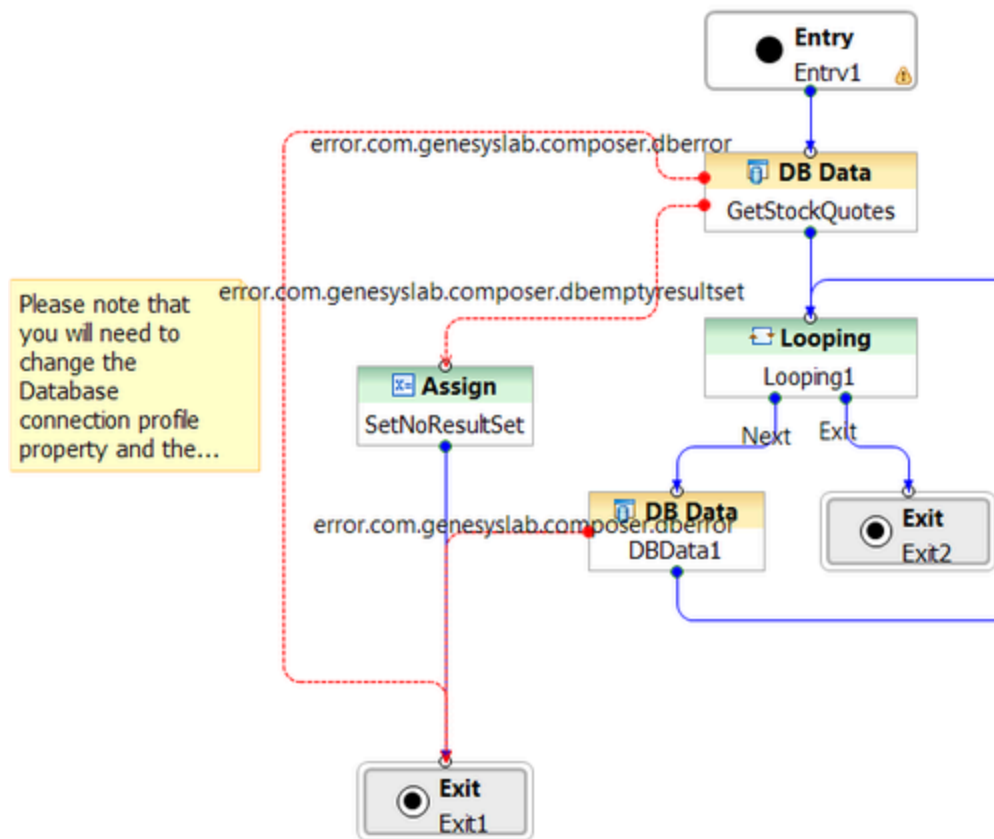 Entry
Entry1
error.com.genesyslab.composer.dberror
DB Data
GetStockQuotes
error.com.genesyslab.composer.dbemptyresultset
Please note that
you will need to
change the
Database
connection profile
property and the...
Looping
Looping1
Assign
SetNoResultSet
Next
Exit
DB Data
error.com.genesyslab.composer.dberror
DBData1
Exit
Exit2
Exit
Exit1